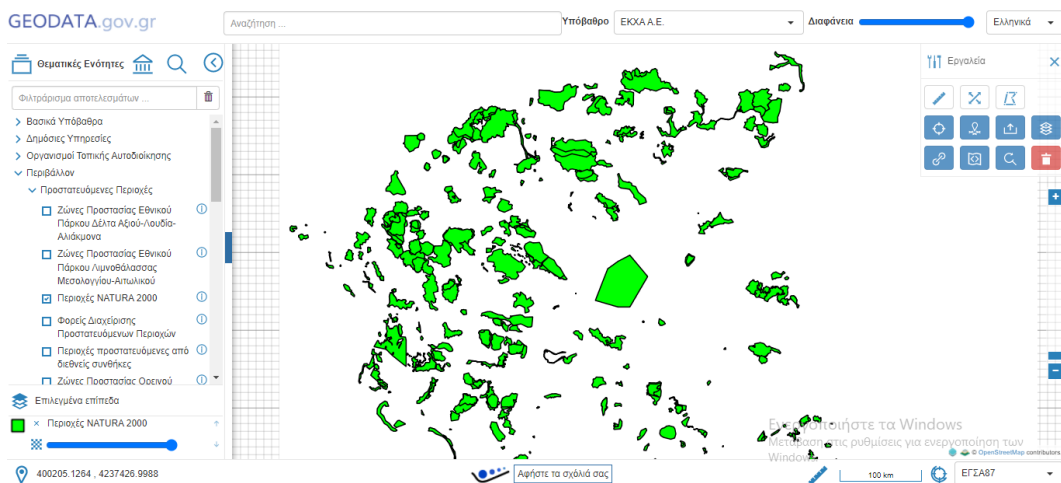 GEODATA.gov.gr
Αναζήτηση ...
Υπόβαθρο
ΕΚΧΑ Α.Ε.
Διαφάνεια
Ελληνικά
Θεματικές Ενότητες
Φιλτράρισμα αποτελεσμάτων ...
Βασικά Υπόβαθρα
Δημόσιες Υπηρεσίες
Οργανισμοί Τοπικής Αυτοδιοίκησης
Περιβάλλον
Προστατευόμενες Περιοχές
Ζώνες Προστασίας Εθνικού
Πάρκου Δέλτα Αξιού-Λουδία-
Αλιάκμονα
Ζώνες Προστασίας Εθνικού
Πάρκου Λιμνοθάλασσας
Μεσολογγίου-Αιτωλικού
Περιοχές NATURA 2000
Φορείς Διαχείρισης
Προστατευόμενων Περιοχών
Περιοχές προστατευόμενες από
διεθνείς συνθήκες
Ζώνες Προστασίας Ορεινού
Επιλεγμένα επίπεδα
Περιοχές NATURA 2000
Εργαλεία
Ενεργοποιήστε τα Windows
Μετάβαση στις ρυθμίσεις για ενεργοποίηση των
Windows
© OpenStreetMap contributors
400205.1264 , 4237426.9988
Αφήστε τα σχόλιά σας
100 km
ΕΓΣΑ87